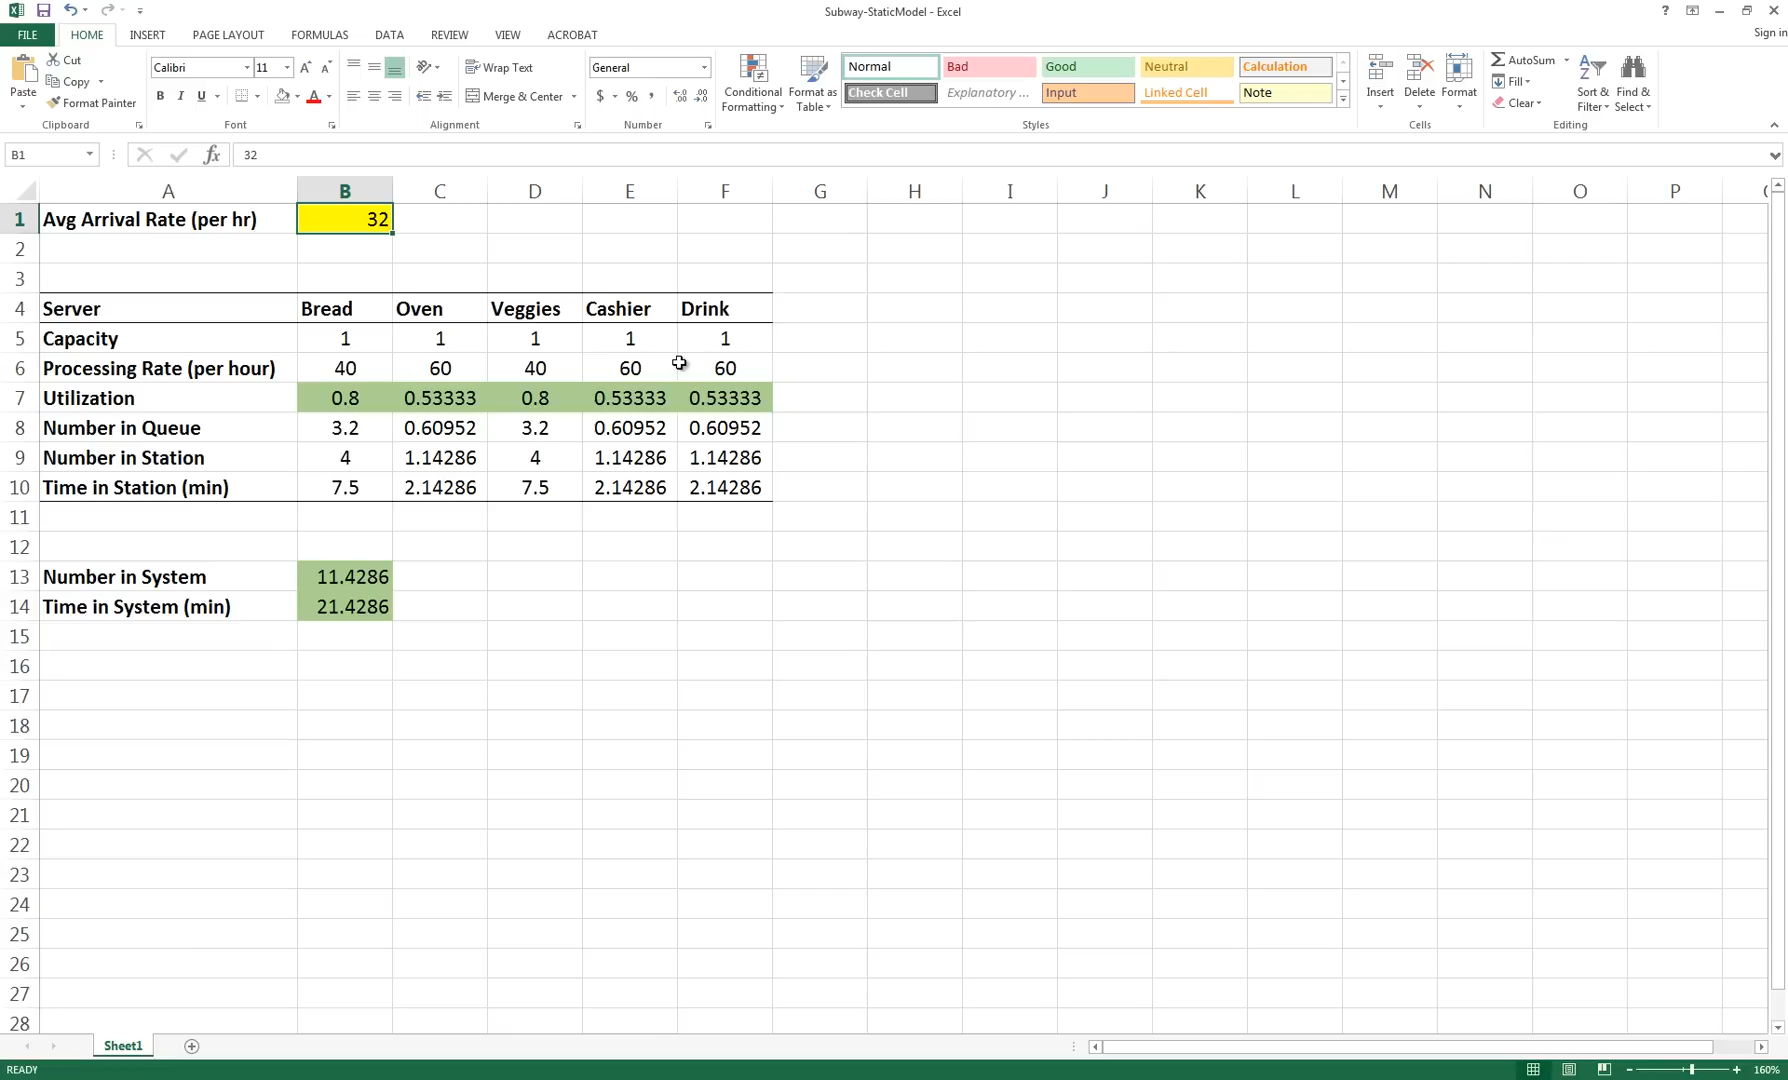 Subway-StaticModel - Excel
Sign in
FILE HOME INSERT PAGE LAYOUT FORMULAS DATA REVIEW VIEW ACROBAT
Paste
Cut
Copy
Format Painter
Clipboard
Calibri 11
B I U
Font
Wrap Text
Merge & Center
Alignment
General
$ % ,
Number
Conditional Formatting
Format as Table
Normal Bad Good Neutral Calculation
Check Cell Explanatory ... Input Linked Cell Note
Styles
Insert Delete Format
Cells
AutoSum
Fill
Clear
Sort & Filter
Find & Select
Editing
B1 fx 32
A B C D E F G H I J K L M N O P
1 Avg Arrival Rate (per hr) 32
2
3
4 Server Bread Oven Veggies Cashier Drink
5 Capacity 1 1 1 1 1
6 Processing Rate (per hour) 40 60 40 60 60
7 Utilization 0.8 0.53333 0.8 0.53333 0.53333
8 Number in Queue 3.2 0.60952 3.2 0.60952 0.60952
9 Number in Station 4 1.14286 4 1.14286 1.14286
10 Time in Station (min) 7.5 2.14286 7.5 2.14286 2.14286
11
12
13 Number in System 11.4286
14 Time in System (min) 21.4286
15
16
17
18
19
20
21
22
23
24
25
26
27
28
Sheet1
READY
160%